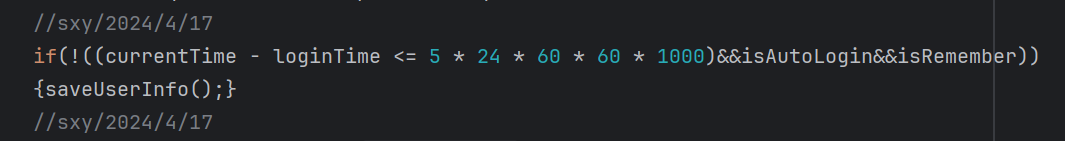 //sxy/2024/4/17
if(!((currentTime - loginTime <= 5 * 24 * 60 * 60 * 1000)&&isAutoLogin&&isRemember))
{saveUserInfo();}
//sxy/2024/4/17